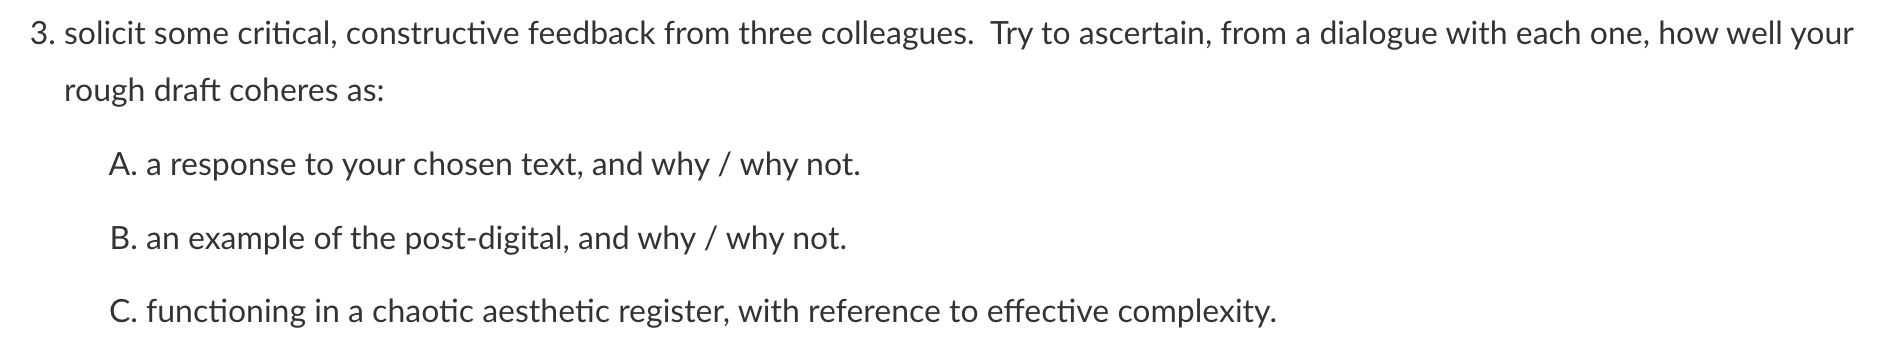 3. solicit some critical, constructive feedback from three colleagues.  Try to ascertain, from a dialogue with each one, how well your
rough draft coheres as:
A. a response to your chosen text, and why / why not.
B. an example of the post-digital, and why / why not.
C. functioning in a chaotic aesthetic register, with reference to effective complexity.